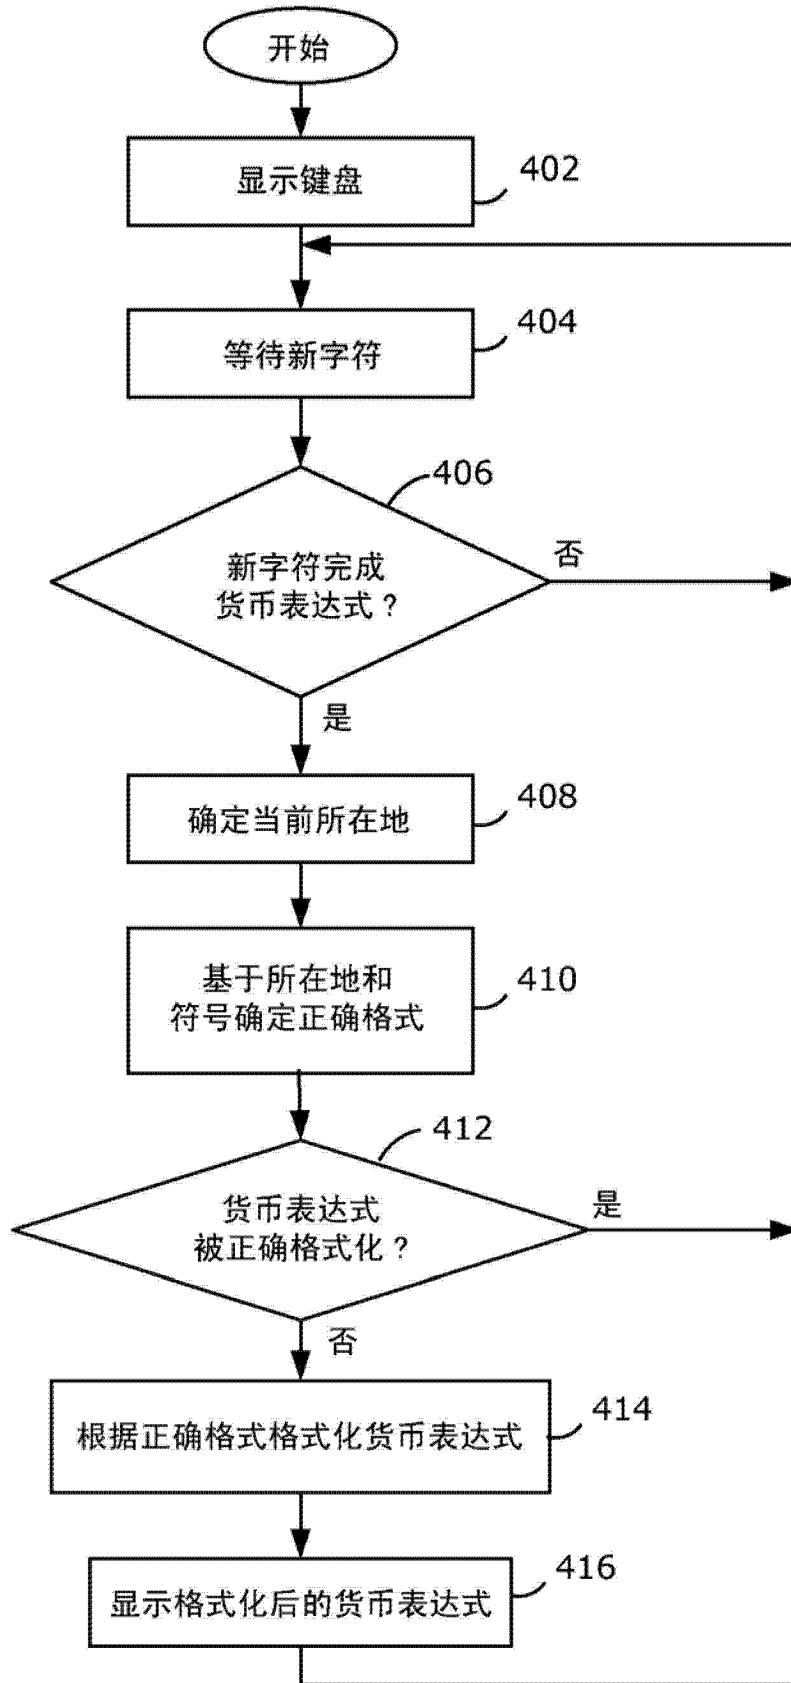 开始
显示键盘
402
等待新字符
404
406
新字符完成
货币表达式？
否
是
确定当前所在地
408
基于所在地和
符号确定正确格式
410
412
货币表达式
被正确格式化？
是
否
根据正确格式格式化货币表达式
414
显示格式化后的货币表达式
416